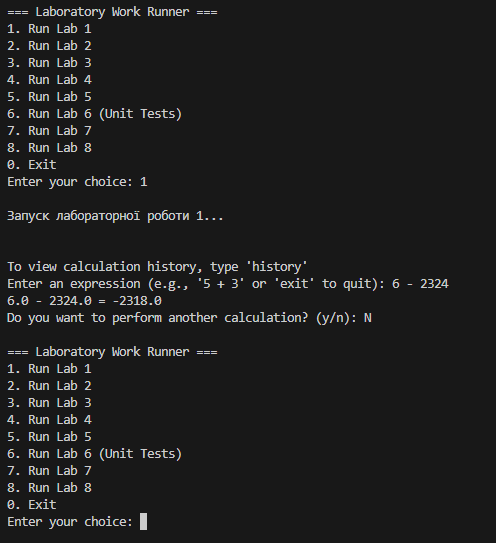 === Laboratory Work Runner ===
1. Run Lab 1
2. Run Lab 2
3. Run Lab 3
4. Run Lab 4
5. Run Lab 5
6. Run Lab 6 (Unit Tests)
7. Run Lab 7
8. Run Lab 8
0. Exit
Enter your choice: 1
Запуск лабораторної роботи 1...
To view calculation history, type 'history'
Enter an expression (e.g., '5 + 3' or 'exit' to quit): 6 - 2324
6.0 - 2324.0 = -2318.0
Do you want to perform another calculation? (y/n): N
=== Laboratory Work Runner ===
1. Run Lab 1
2. Run Lab 2
3. Run Lab 3
4. Run Lab 4
5. Run Lab 5
6. Run Lab 6 (Unit Tests)
7. Run Lab 7
8. Run Lab 8
0. Exit
Enter your choice: